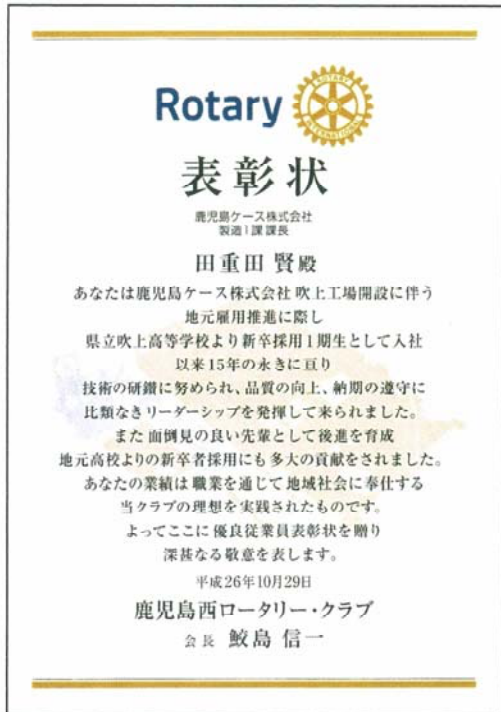 Rotary
ROTARY
INTERNATIONAL
表彰状
鹿児島ケース株式会社
製造1課 課長
田重田 賢殿
あなたは鹿児島ケース株式会社 吹上工場開設に伴う
地元雇用推進に際し
県立吹上高等学校より新卒採用1期生として入社
以来15年の永きに亘り
技術の研鑽に努められ、品質の向上、納期の遵守に
比類なきリーダーシップを発揮して来られました。
また 面倒見の良い先輩として後進を育成
地元高校よりの新卒者採用にも多大の貢献をされました。
あなたの業績は 職業を通じて地域社会に奉仕する
当クラブの理想を実践されたものです。
よってここに 優良従業員表彰状を贈り
深甚なる敬意を表します。
平成26年10月29日
鹿児島西ロータリー・クラブ
会長 鮫島 信一